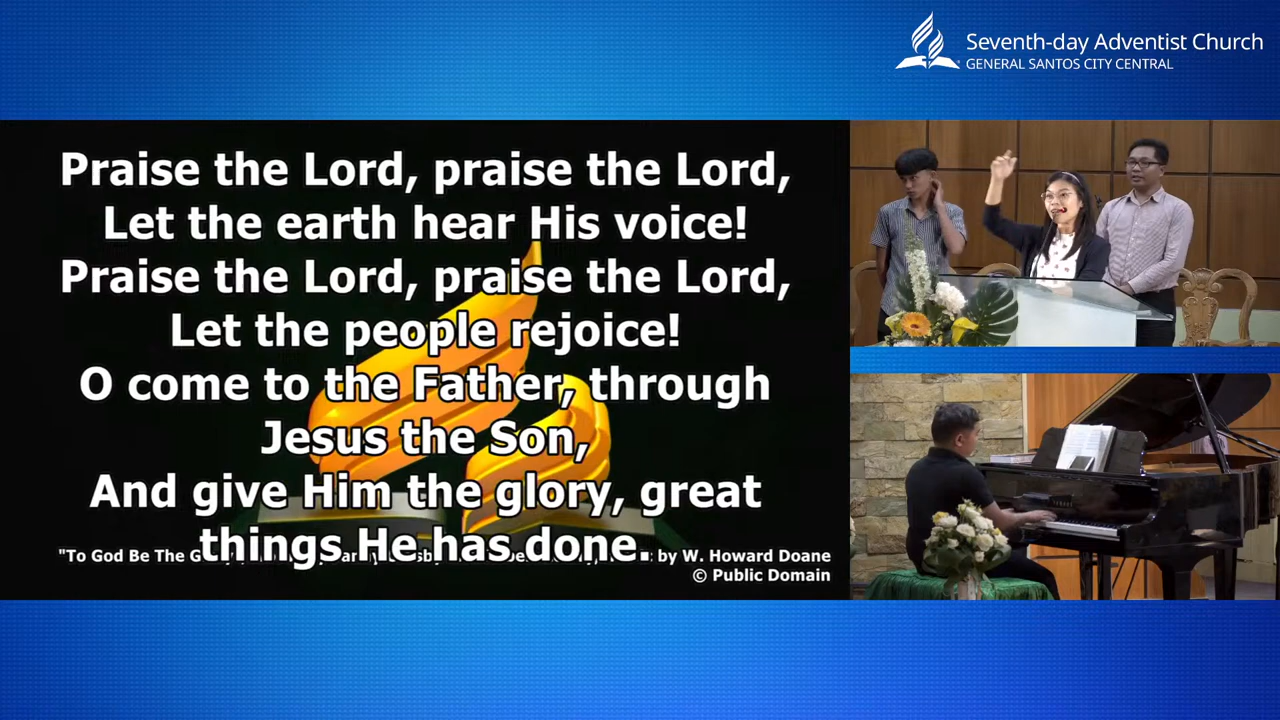 Seventh-day Adventist Church
GENERAL SANTOS CITY CENTRAL
Praise the Lord, praise the Lord,
Let the earth hear His voice!
Praise the Lord, praise the Lord,
Let the people rejoice!
O come to the Father, through
Jesus the Son,
And give Him the glory, great
things He has done.
"To God Be The by W. Howard Doane
© Public Domain
YAMAHA